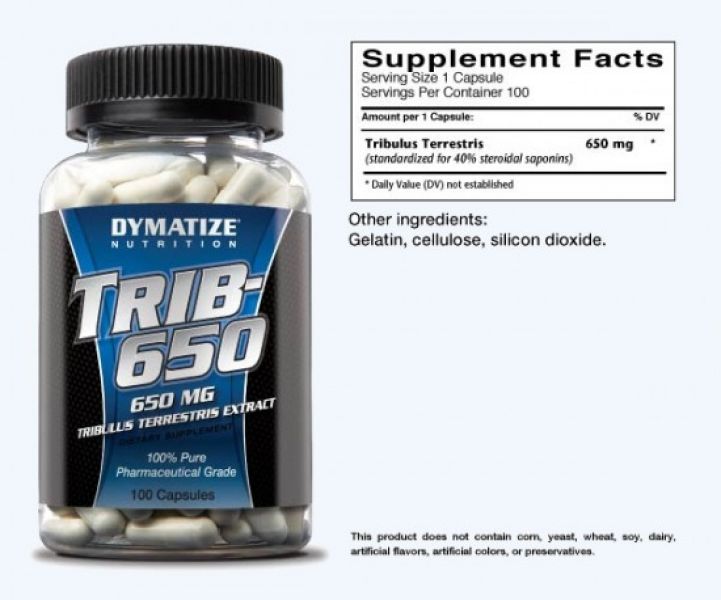 DYMATIZE®
NUTRITION
TRIB-
650
650 MG
TRIBULUS TERRESTRIS EXTRACT
DIETARY SUPPLEMENT
100% Pure
Pharmaceutical Grade
100 Capsules
Supplement Facts
Serving Size 1 Capsule
Servings Per Container 100
Amount per 1 Capsule: % DV
Tribulus Terrestris 650 mg *
(standardized for 40% steroidal saponins)
* Daily Value (DV) not established
Other ingredients:
Gelatin, cellulose, silicon dioxide.
This product does not contain corn, yeast, wheat, soy, dairy,
artificial flavors, artificial colors, or preservatives.